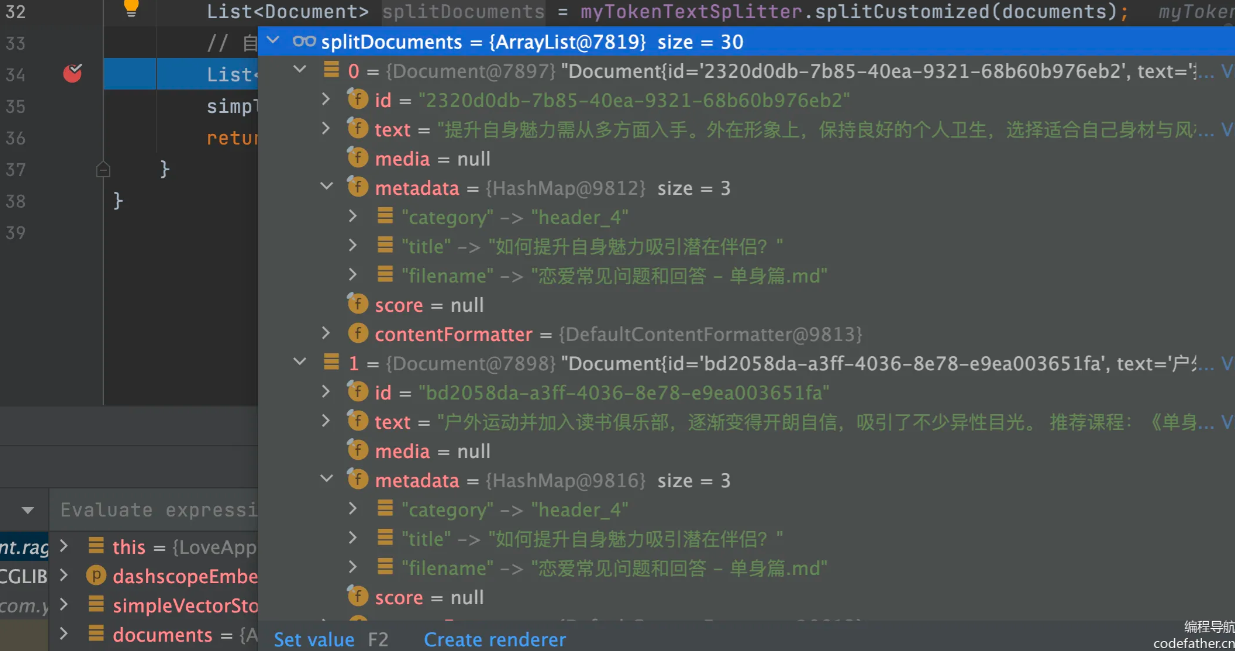 32 List<Document> splitDocuments = myTokenTextSplitter.splitCustomized(documents); myToken
33 // 自
splitDocuments = {ArrayList@7819} size = 30
34 List<
0 = {Document@7897} "Document{id='2320d0db-7b85-40ea-9321-68b60b976eb2', text='... V
35 simpl
id = "2320d0db-7b85-40ea-9321-68b60b976eb2"
36 retur
text = "提升自身魅力需从多方面入手。外在形象上，保持良好的个人卫生，选择适合自己身材与风... V
37 }
media = null
38 }
metadata = {HashMap@9812} size = 3
39
"category" -> "header_4"
"title" -> "如何提升自身魅力吸引潜在伴侣？"
"filename" -> "恋爱常见问题和回答 - 单身篇.md"
score = null
contentFormatter = {DefaultContentFormatter@9813}
1 = {Document@7898} "Document{id='bd2058da-a3ff-4036-8e78-e9ea003651fa', text='户外... V
id = "bd2058da-a3ff-4036-8e78-e9ea003651fa"
text = "户外运动并加入读书俱乐部，逐渐变得开朗自信，吸引了不少异性目光。 推荐课程：《单身... V
media = null
metadata = {HashMap@9816} size = 3
"category" -> "header_4"
"title" -> "如何提升自身魅力吸引潜在伴侣？"
"filename" -> "恋爱常见问题和回答 - 单身篇.md"
score = null
Set value F2 Create renderer
Evaluate expressi
nt.rag
this = {LoveApp
CGLIB
dashscopeEmbe
com.y
simpleVectorSto
documents = {A
编程导航
codefather.cn